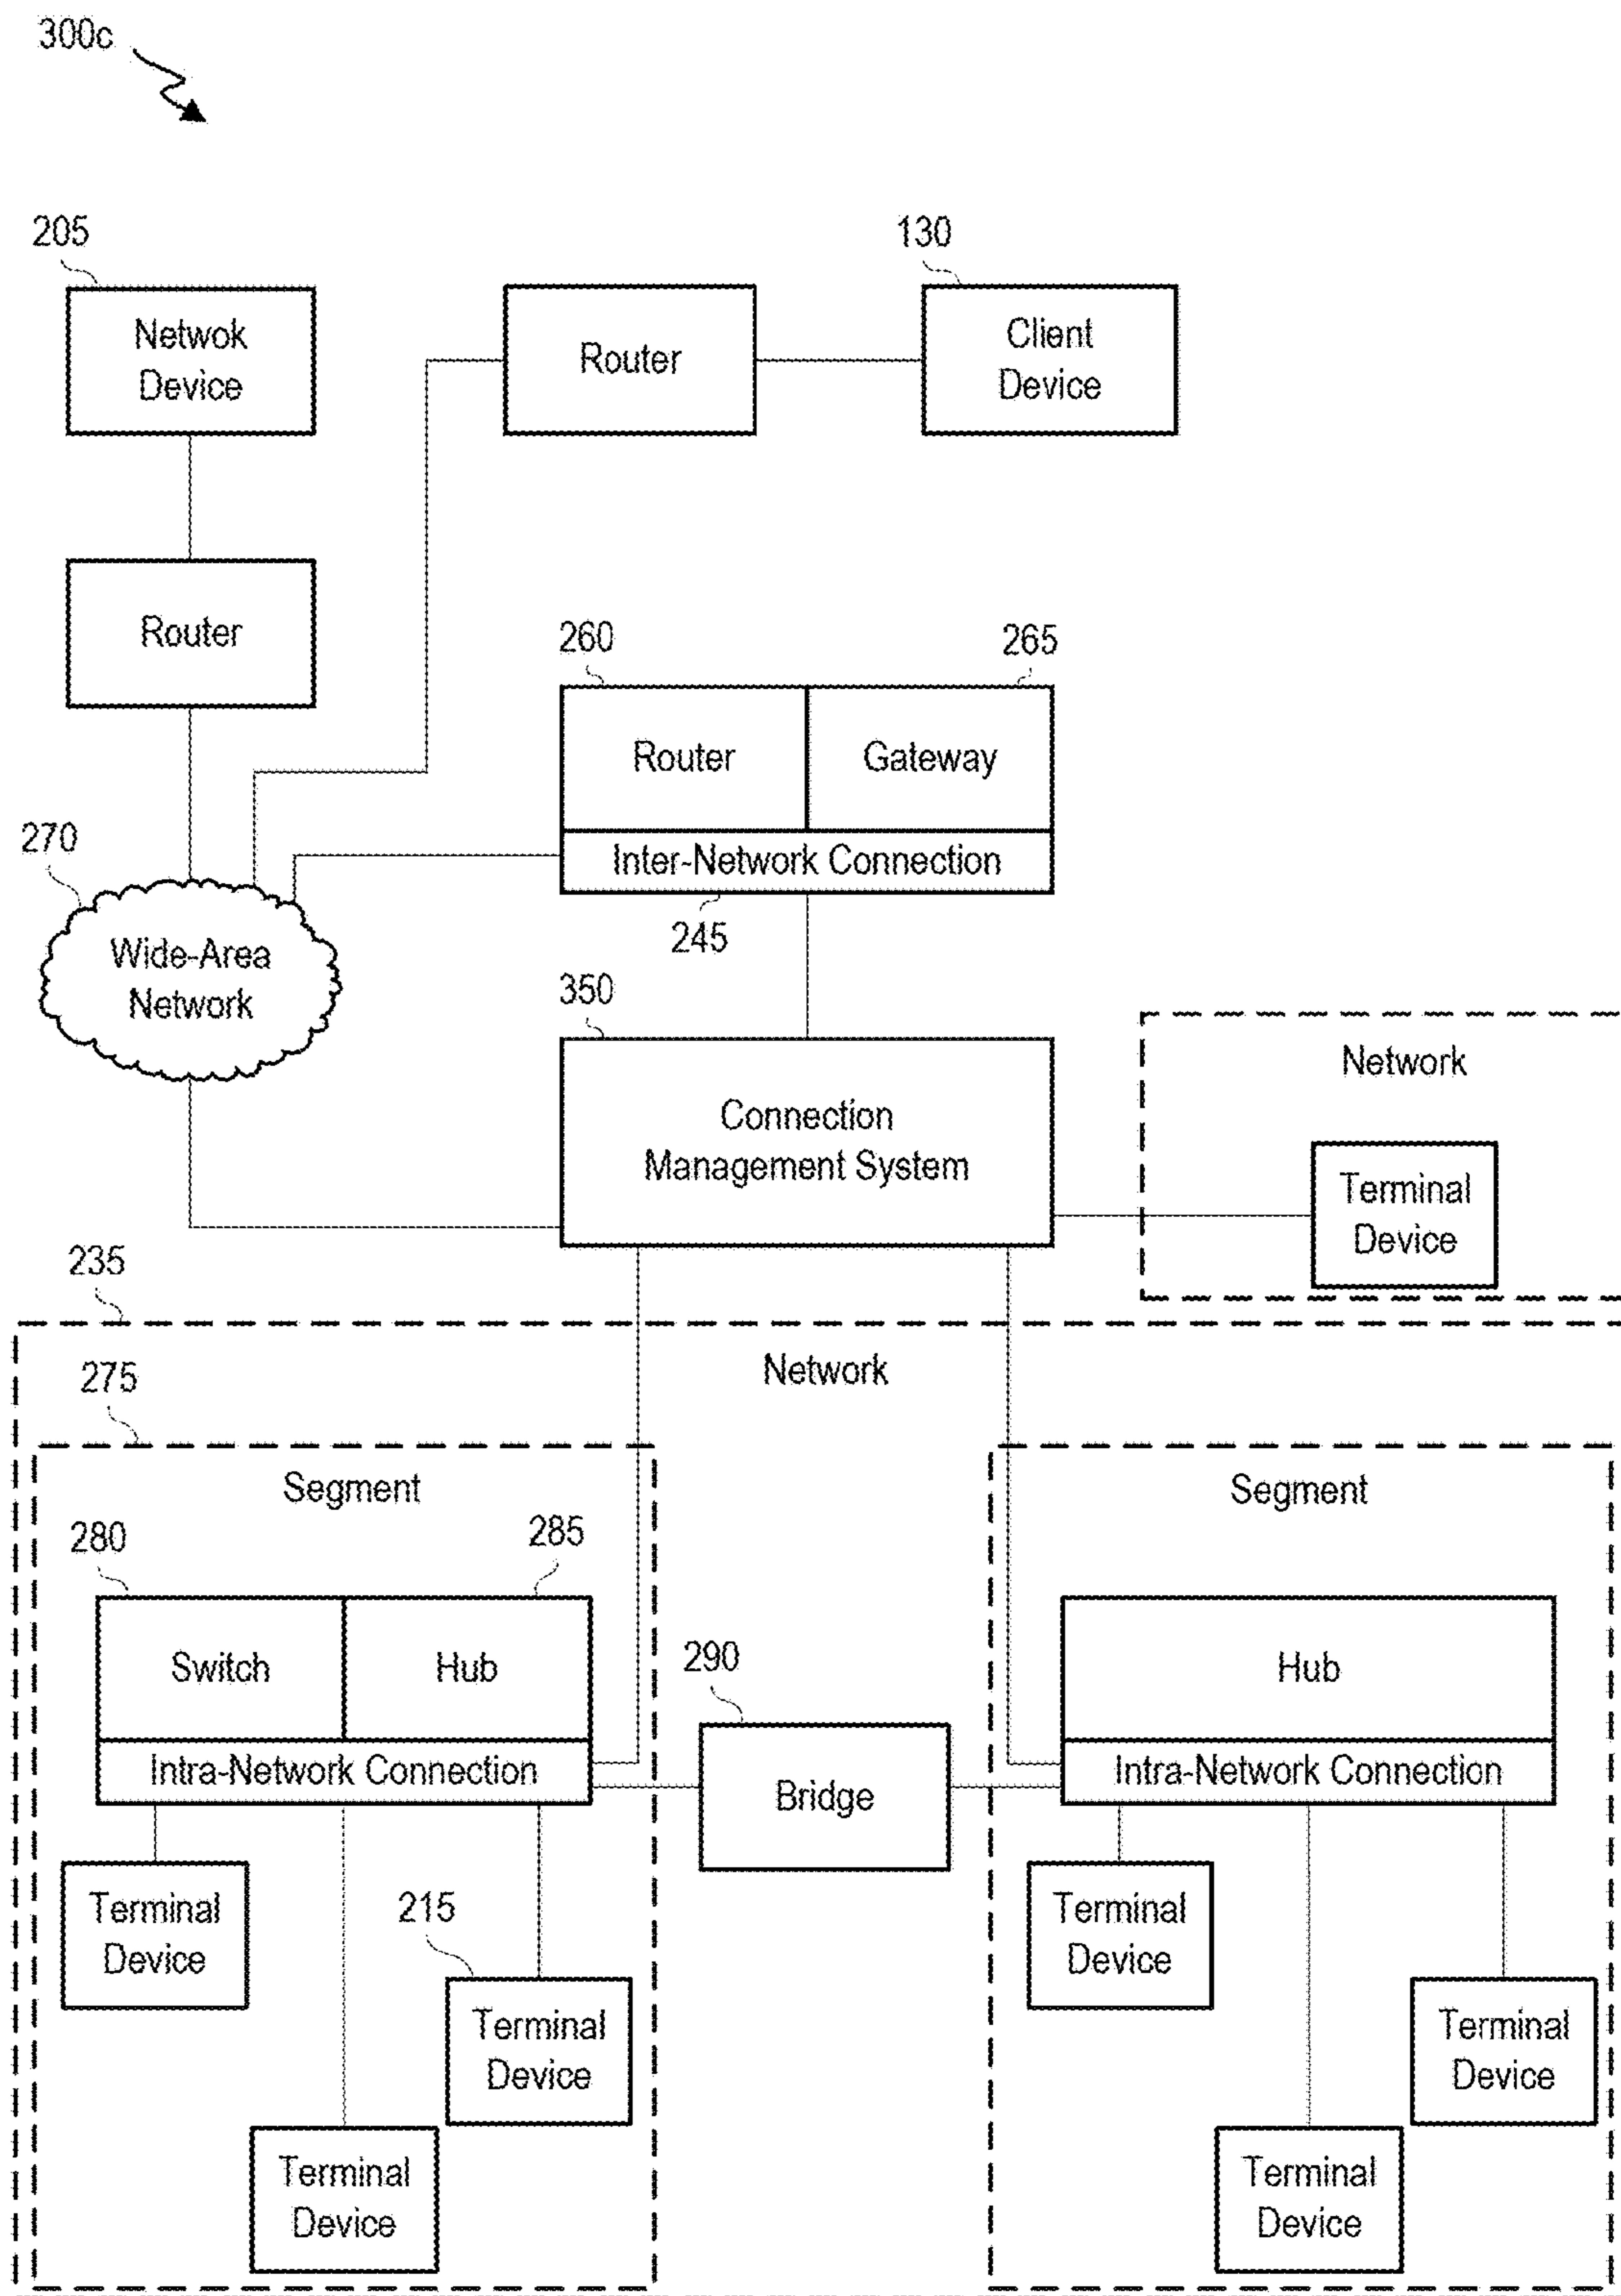 300c
205
130
Netwok
Device
Router
Client
Device
Router
260
265
Router
Gateway
270
Inter-Network Connection
245
Wide-Area
Network
350
Network
Connection
Management System
Terminal
Device
235
Network
275
Segment
Segment
280
285
Switch
Hub
290
Hub
Intra-Network Connection
Bridge
Intra-Network Connection
Terminal
Device
215
Terminal
Device
Terminal
Device
Terminal
Device
Terminal
Device
Terminal
Device